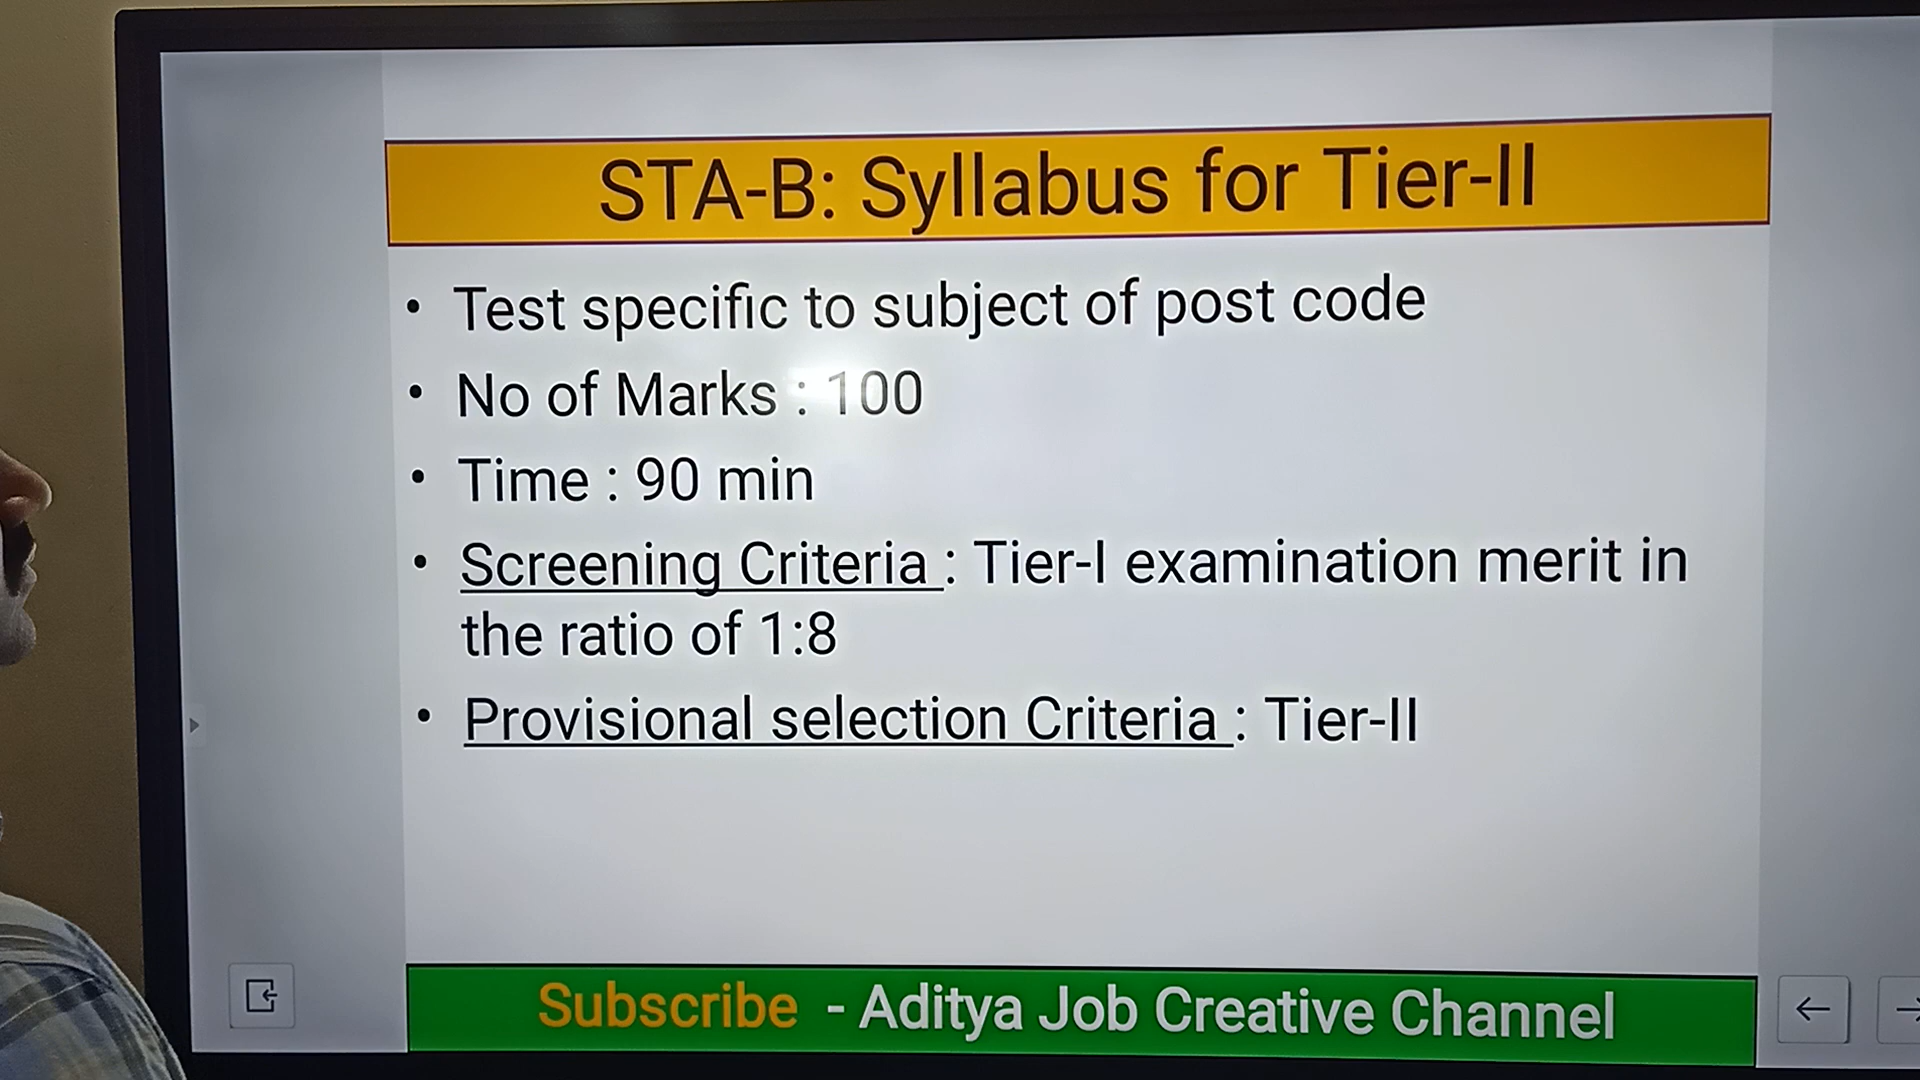 STA-B: Syllabus for Tier-II
• Test specific to subject of post code
• No of Marks : 100
• Time : 90 min
• Screening Criteria : Tier-I examination merit in
the ratio of 1:8
• Provisional selection Criteria : Tier-II
Subscribe - Aditya Job Creative Channel